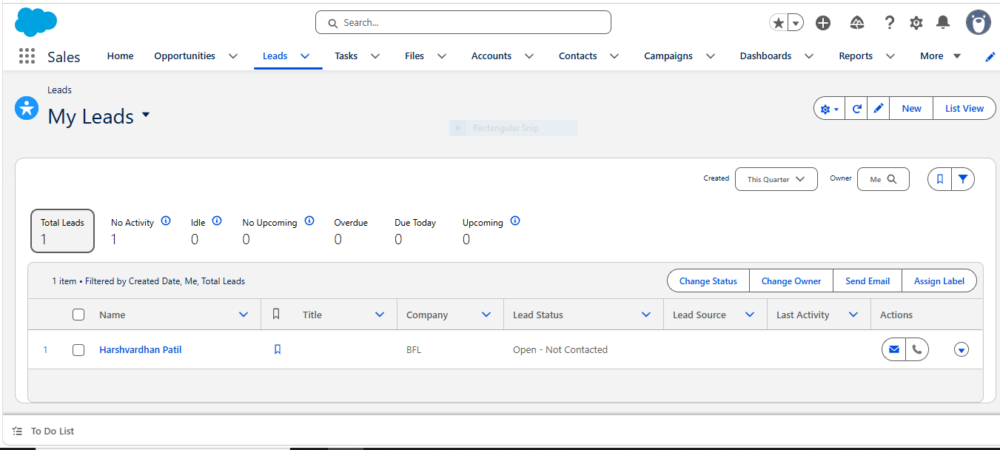 Search...
Sales Home Opportunities Leads Tasks Files Accounts Contacts Campaigns Dashboards Reports More
Leads
My Leads
New List View
Rectangular Snip
Created This Quarter Owner Me
Total Leads No Activity Idle No Upcoming Overdue Due Today Upcoming
1 1 0 0 0 0 0
1 item • Filtered by Created Date, Me, Total Leads
Change Status Change Owner Send Email Assign Label
Name Title Company Lead Status Lead Source Last Activity Actions
1 Harshvardhan Patil BFL Open - Not Contacted
To Do List